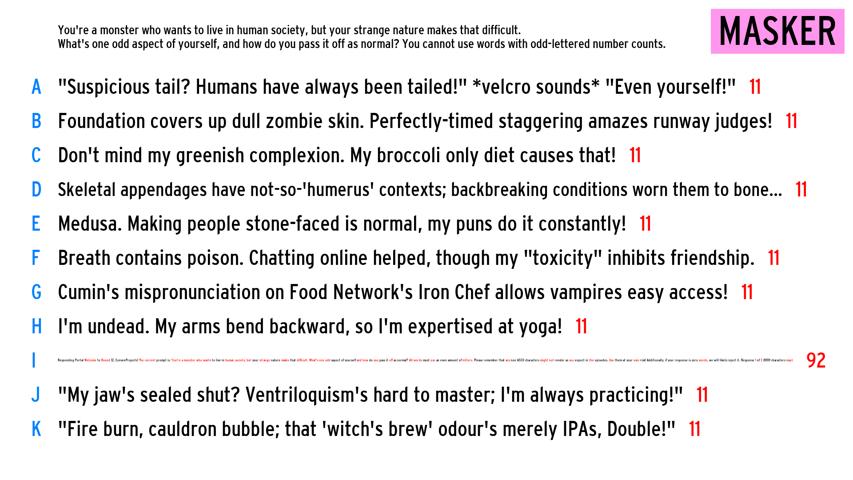 You're a monster who wants to live in human society, but your strange nature makes that difficult.
What's one odd aspect of yourself, and how do you pass it off as normal? You cannot use words with odd-lettered number counts.
MASKER
A "Suspicious tail? Humans have always been tailed!" *velcro sounds* "Even yourself!" 11
B Foundation covers up dull zombie skin. Perfectly-timed staggering amazes runway judges! 11
C Don't mind my greenish complexion. My broccoli only diet causes that! 11
D Skeletal appendages have not-so-'humerus' contexts; backbreaking conditions worn them to bone... 11
E Medusa. Making people stone-faced is normal, my puns do it constantly! 11
F Breath contains poison. Chatting online helped, though my "toxicity" inhibits friendship. 11
G Cumin's mispronunciation on Food Network's Iron Chef allows vampires easy access! 11
H I'm undead. My arms bend backward, so I'm expertised at yoga! 11
I 92
J "My jaw's sealed shut? Ventriloquism's hard to master; I'm always practicing!" 11
K "Fire burn, cauldron bubble; that 'witch's brew' odour's merely IPAs, Double!" 11